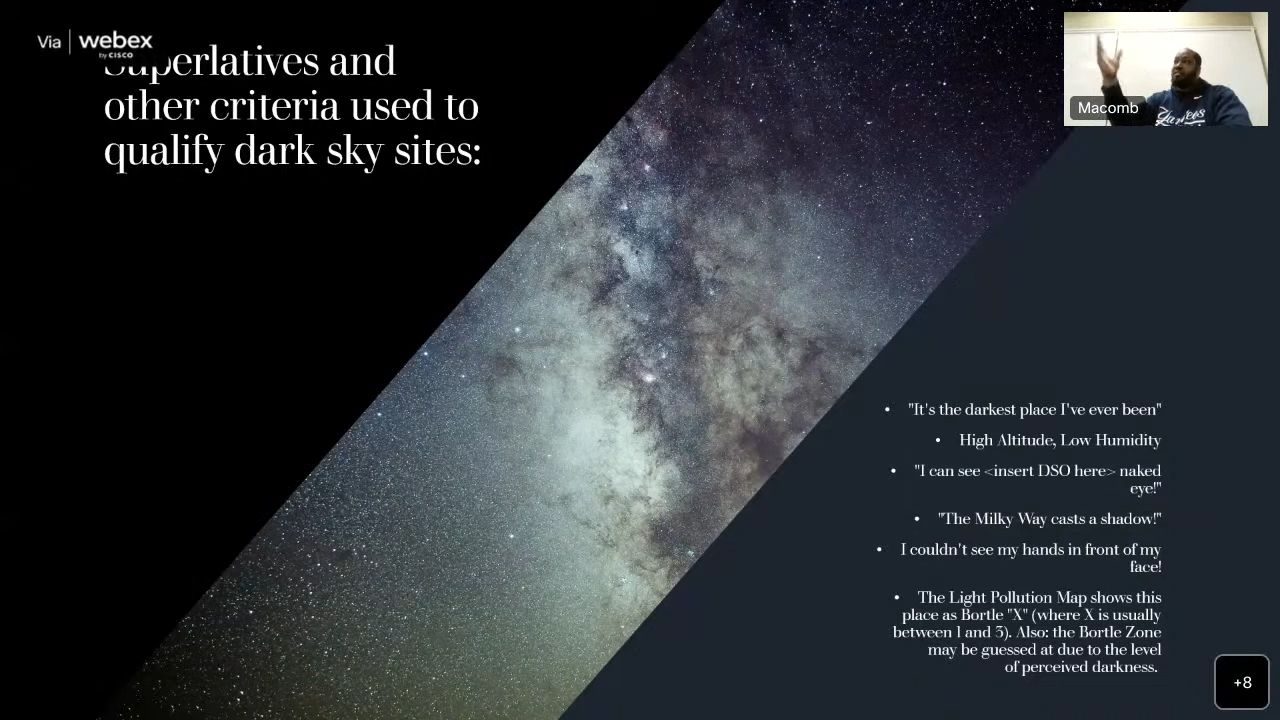 Via webex
by CISCO
Superlatives and
other criteria used to
qualify dark sky sites:
Macomb
Yankees
• "It's the darkest place I've ever been"
• High Altitude, Low Humidity
• "I can see <insert DSO here> naked
eye!"
• "The Milky Way casts a shadow!"
• I couldn't see my hands in front of my
face!
• The Light Pollution Map shows this
place as Bortle "X" (where X is usually
between 1 and 3). Also: the Bortle Zone
may be guessed at due to the level
of perceived darkness.
+8